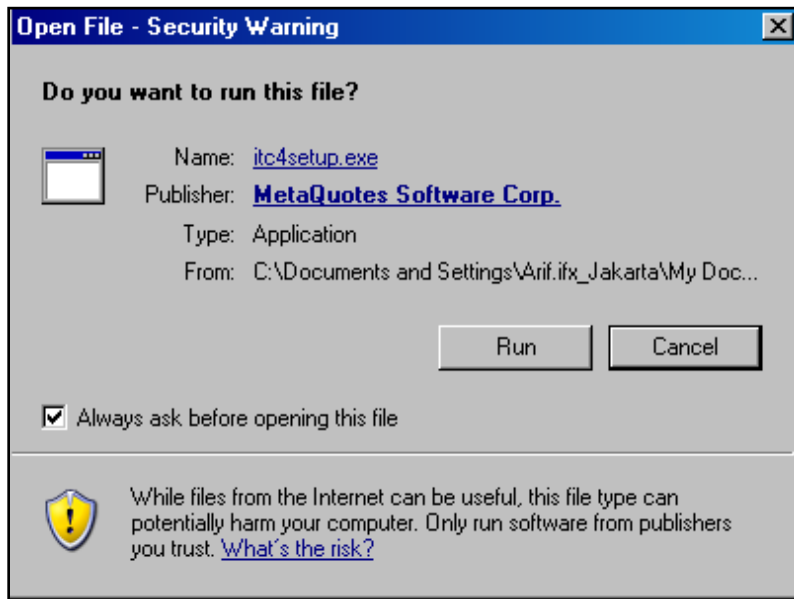 Open File - Security Warning
Do you want to run this file?
Name: itc4setup.exe
Publisher: MetaQuotes Software Corp.
Type: Application
From: C:\Documents and Settings\Arif.ifx_Jakarta\My Doc...
Run Cancel
Always ask before opening this file
While files from the Internet can be useful, this file type can
potentially harm your computer. Only run software from publishers
you trust. What's the risk?